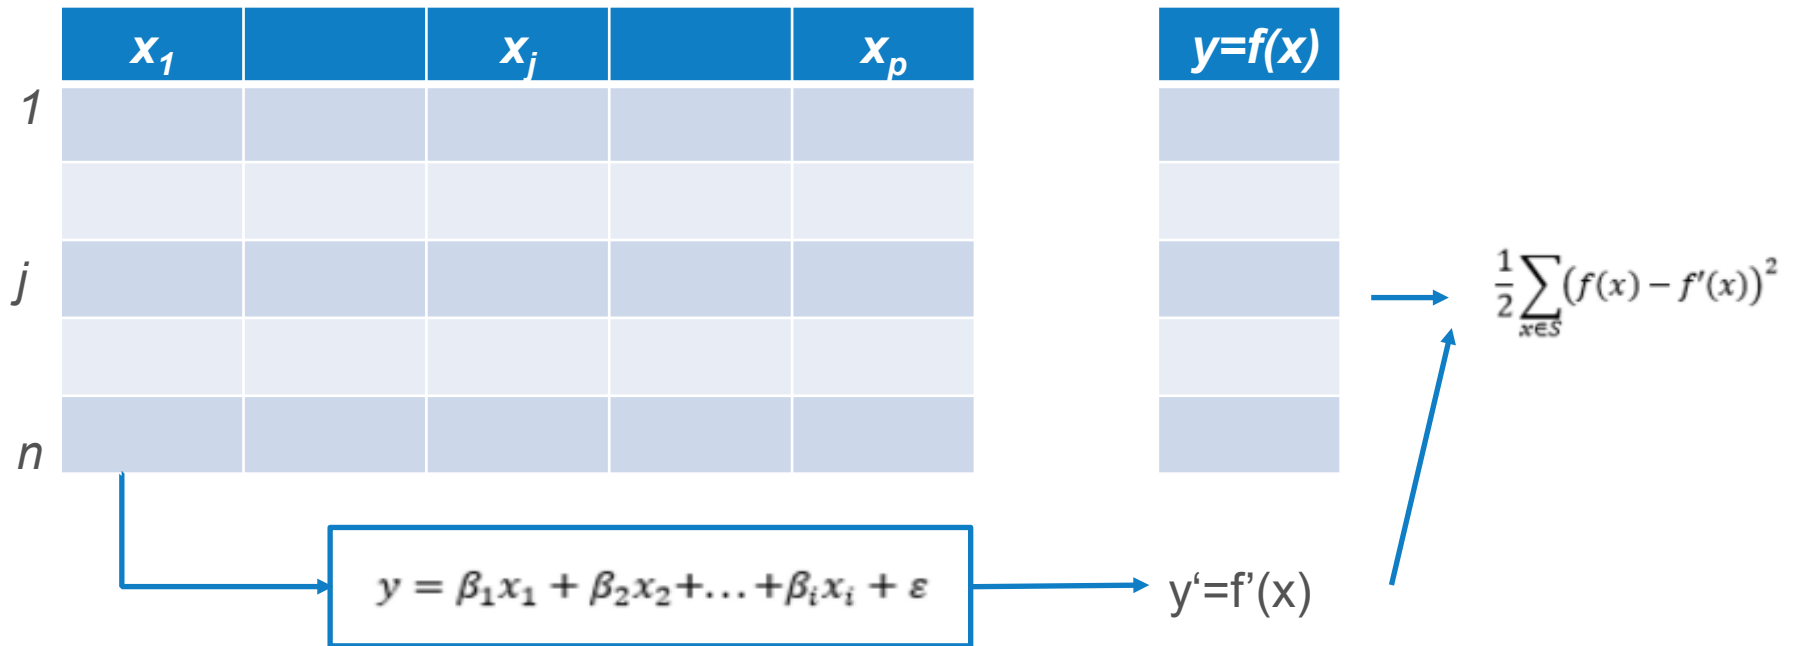 x₁ xⱼ xₚ y=f(x)
1
j
n
½∑(f(x) − f′(x))²
x∈S
y = β₁x₁ + β₂x₂+...+βᵢxᵢ + ε
y‘=f’(x)